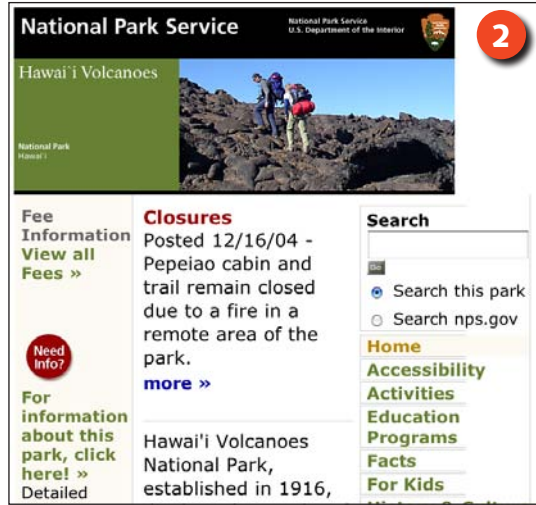 National Park Service
National Park Service
U.S. Department of the Interior
2
Hawai`i Volcanoes
National Park
Hawai`i
Fee
Information
View all
Fees »
Need
Info?
For
information
about this
park, click
here! »
Detailed
Closures
Posted 12/16/04 -
Pepeiao cabin and
trail remain closed
due to a fire in a
remote area of the
park.
more »
Hawai'i Volcanoes
National Park,
established in 1916,
Search
Go
Search this park
Search nps.gov
Home
Accessibility
Activities
Education
Programs
Facts
For Kids